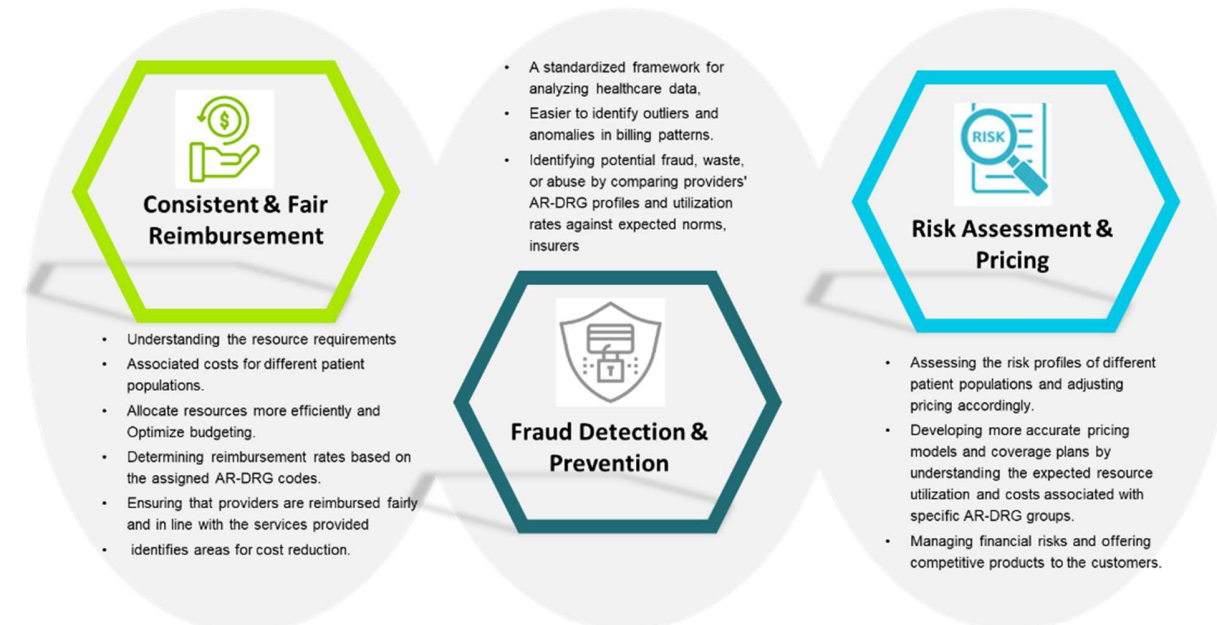 Consistent & Fair
Reimbursement
• Understanding the resource requirements
• Associated costs for different patient
populations.
• Allocate resources more efficiently and
Optimize budgeting.
• Determining reimbursement rates based on
the assigned AR-DRG codes.
• Ensuring that providers are reimbursed fairly
and in line with the services provided
• identifies areas for cost reduction.
• A standardized framework for
analyzing healthcare data,
• Easier to identify outliers and
anomalies in billing patterns.
• Identifying potential fraud, waste,
or abuse by comparing providers'
AR-DRG profiles and utilization
rates against expected norms,
insurers
Fraud Detection &
Prevention
RISK
Risk Assessment &
Pricing
• Assessing the risk profiles of different
patient populations and adjusting
pricing accordingly.
• Developing more accurate pricing
models and coverage plans by
understanding the expected resource
utilization and costs associated with
specific AR-DRG groups.
• Managing financial risks and offering
competitive products to the customers.